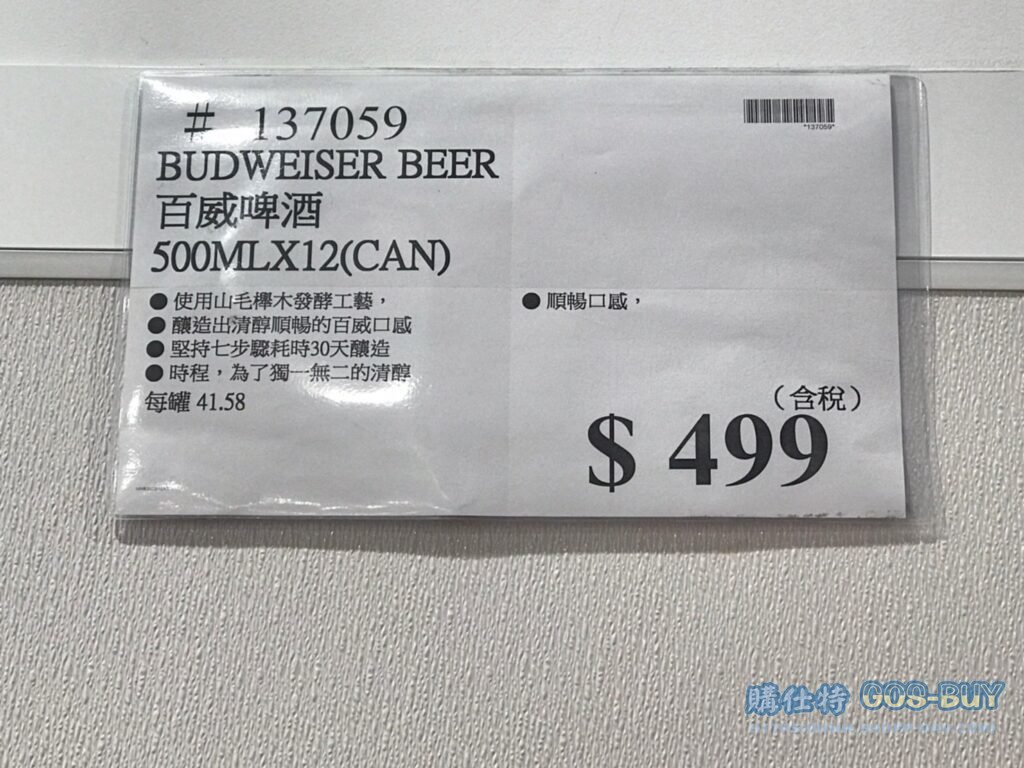 # 137059
*137059*
BUDWEISER BEER
百威啤酒
500MLX12(CAN)
● 使用山毛櫸木發酵工藝，
● 釀造出清醇順暢的百威口感
● 堅持七步驟耗時30天釀造
● 時程，為了獨一無二的清醇
每罐 41.58
● 順暢口感，
（含稅）
$ 499
購仕特 GOS-BUY